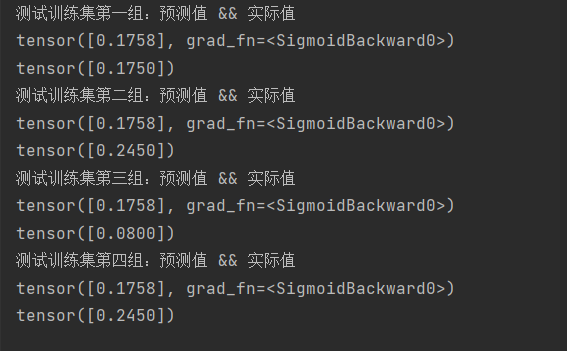 测试训练集第一组：预测值 && 实际值
tensor([0.1758], grad_fn=<SigmoidBackward0>)
tensor([0.1750])
测试训练集第二组：预测值 && 实际值
tensor([0.1758], grad_fn=<SigmoidBackward0>)
tensor([0.2450])
测试训练集第三组：预测值 && 实际值
tensor([0.1758], grad_fn=<SigmoidBackward0>)
tensor([0.0800])
测试训练集第四组：预测值 && 实际值
tensor([0.1758], grad_fn=<SigmoidBackward0>)
tensor([0.2450])